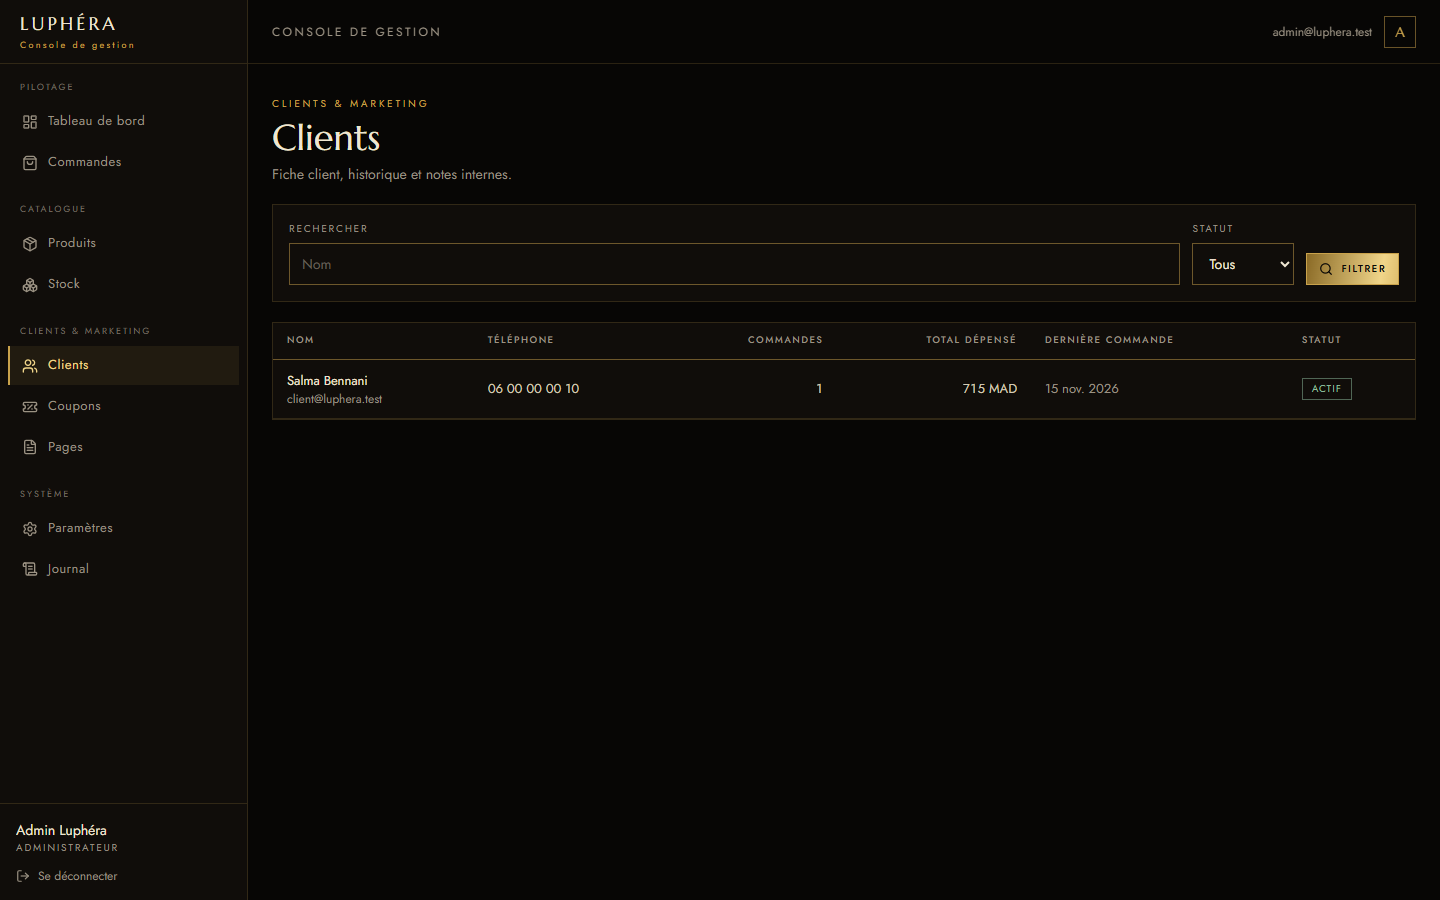 LUPHÉRA
Console de gestion
CONSOLE DE GESTION
admin@luphera.test
A
PILOTAGE
Tableau de bord
Commandes
CATALOGUE
Produits
Stock
CLIENTS & MARKETING
Clients
Coupons
Pages
SYSTÈME
Paramètres
Journal
Admin Luphéra
ADMINISTRATEUR
Se déconnecter
CLIENTS & MARKETING
Clients
Fiche client, historique et notes internes.
RECHERCHER
STATUT
Nom
Tous
FILTRER
NOM TÉLÉPHONE COMMANDES TOTAL DÉPENSÉ DERNIÈRE COMMANDE STATUT
Salma Bennani
client@luphera.test
06 00 00 00 10
1
715 MAD
15 nov. 2026
ACTIF